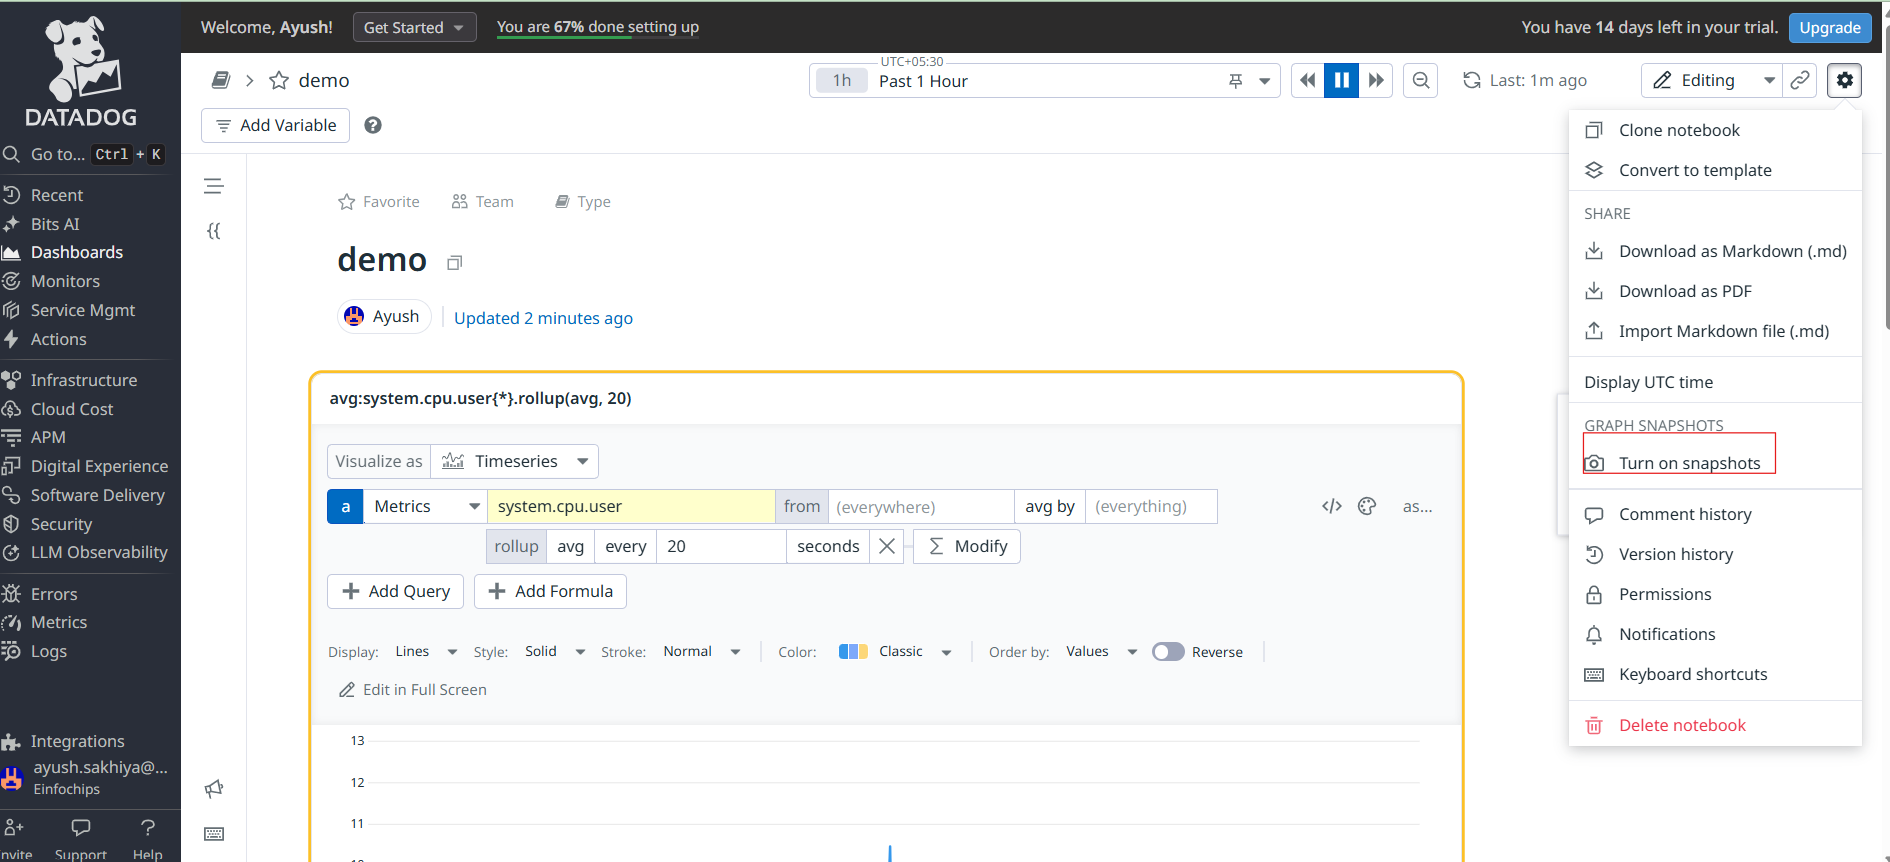 Welcome, Ayush!
Get Started
You are 67% done setting up
You have 14 days left in your trial.
Upgrade
DATADOG
Go to... Ctrl + K
Recent
Bits AI
Dashboards
Monitors
Service Mgmt
Actions
Infrastructure
Cloud Cost
APM
Digital Experience
Software Delivery
Security
LLM Observability
Errors
Metrics
Logs
Integrations
ayush.sakhiya@...
Einfochips
Invite
Support
Help
demo
UTC+05:30
1h Past 1 Hour
Last: 1m ago
Editing
Add Variable
Favorite
Team
Type
demo
Ayush
Updated 2 minutes ago
avg:system.cpu.user{*}.rollup(avg, 20)
Visualize as Timeseries
a Metrics system.cpu.user from (everywhere) avg by (everything)
as...
rollup avg every 20 seconds
Modify
Add Query
Add Formula
Display: Lines Style: Solid Stroke: Normal Color: Classic Order by: Values Reverse
Edit in Full Screen
13
12
11
10
Clone notebook
Convert to template
SHARE
Download as Markdown (.md)
Download as PDF
Import Markdown file (.md)
Display UTC time
GRAPH SNAPSHOTS
Turn on snapshots
Comment history
Version history
Permissions
Notifications
Keyboard shortcuts
Delete notebook